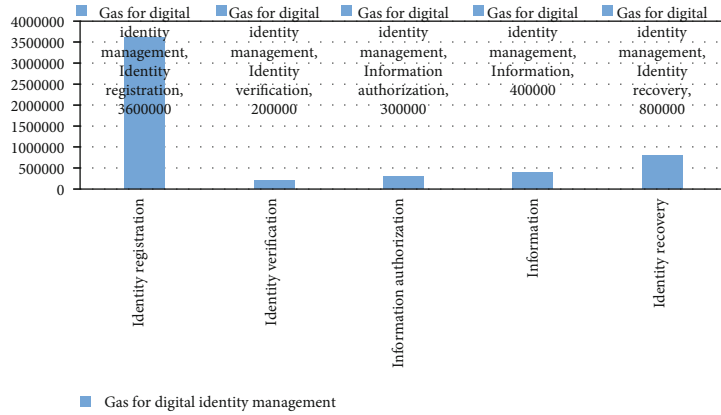 Gas for digital
identity
management,
Identity
registration,
3600000
Gas for digital
identity
management,
Identity
verification,
200000
Gas for digital
identity
management,
Information
authorization,
300000
Gas for digital
identity
management,
Information,
400000
Gas for digital
identity
management,
Identity
recovery,
800000
4000000
3500000
3000000
2500000
2000000
1500000
1000000
500000
0
Identity registration
Identity verification
Information authorization
Information
Identity recovery
Gas for digital identity management